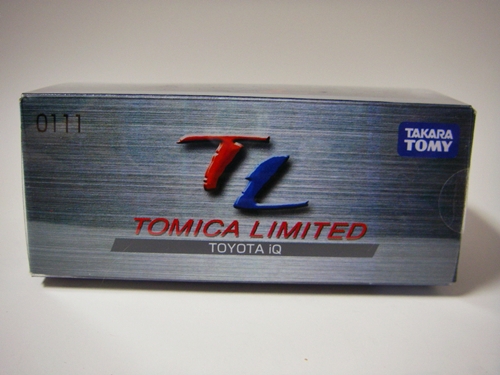 0111
TAKARA
TOMY
TL
TOMICA LIMITED
TOYOTA iQ